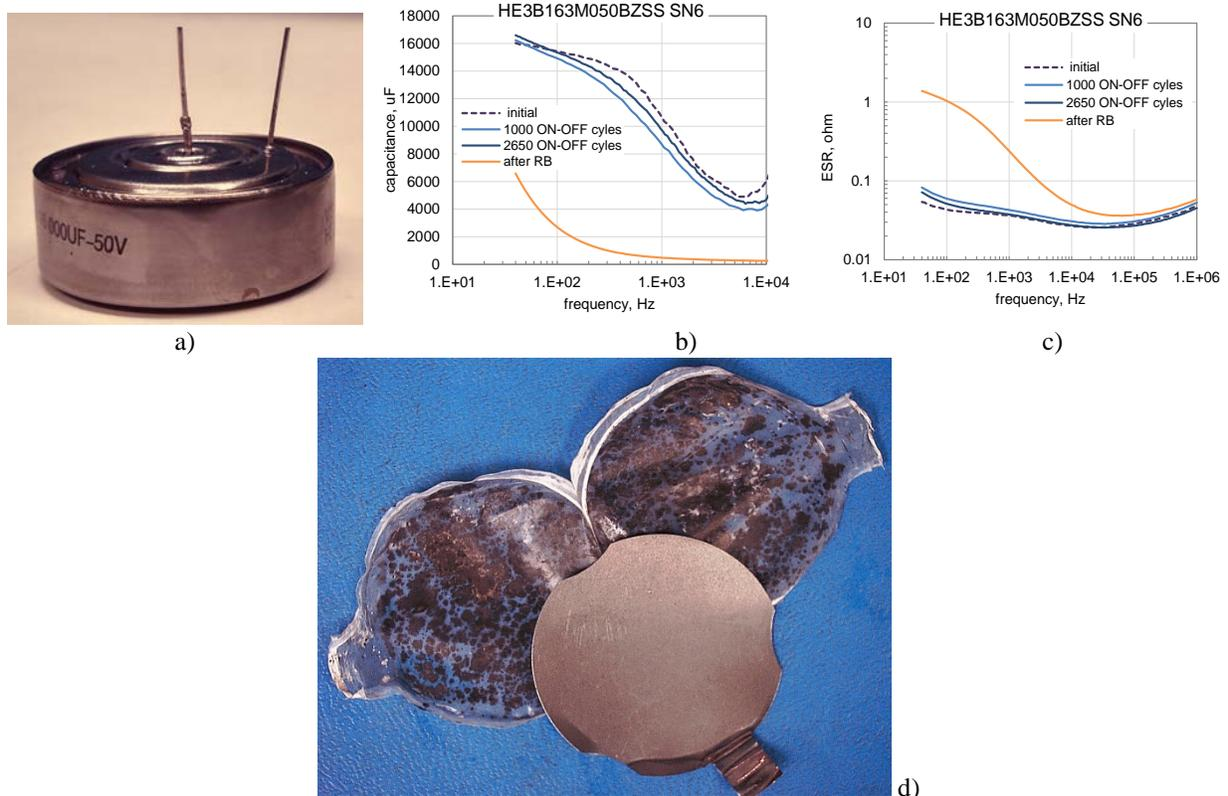 000UF-50V
a)
HE3B163M050BZSS SN6
18000
16000
14000
12000
10000
8000
6000
4000
2000
0
capacitance, uF
initial
1000 ON-OFF cyles
2650 ON-OFF cyles
after RB
1.E+01 1.E+02 1.E+03 1.E+04
frequency, Hz
b)
HE3B163M050BZSS SN6
10
1
0.1
0.01
ESR, ohm
initial
1000 ON-OFF cyles
2650 ON-OFF cyles
after RB
1.E+01 1.E+02 1.E+03 1.E+04 1.E+05 1.E+06
frequency, Hz
c)
d)